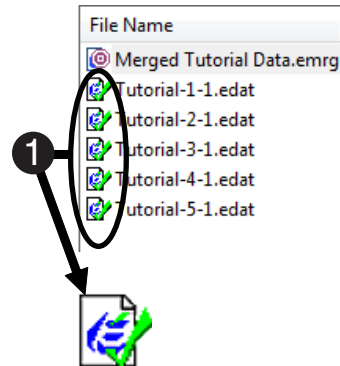 File Name
Merged Tutorial Data.emrg
Tutorial-1-1.edat
Tutorial-2-1.edat
Tutorial-3-1.edat
Tutorial-4-1.edat
Tutorial-5-1.edat
1